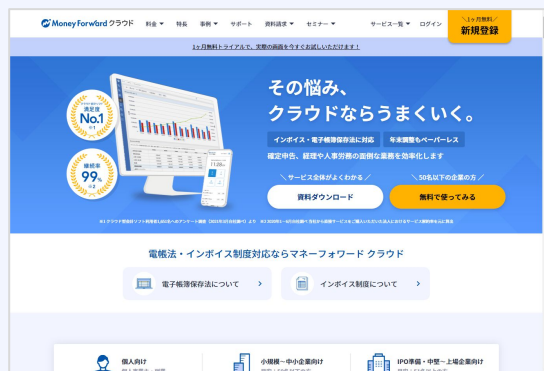 Money Forward クラウド 料金 ▼ 特長 事例 ▼ サポート 資料請求 ▼ セミナー ▼ サービス一覧 ▼ ログイン
＼1ヶ月無料／
新規登録
1ヶ月無料トライアルで、実際の画面を今すぐお試しいただけます！
満足度
No.1
※1
継続率
99%
※2
その悩み、
クラウドならうまくいく。
インボイス・電子帳簿保存法に対応 年末調整もペーパーレス
確定申告、経理や人事労務の面倒な業務を効率化します
＼ サービス全体がよくわかる ／ ＼ 50名以下の企業の方 ／
資料ダウンロード 無料で使ってみる
電帳法・インボイス制度対応ならマネーフォワード クラウド
電子帳簿保存法について インボイス制度について
個人向け 小規模〜中小企業向け IPO準備・中堅〜上場企業向け